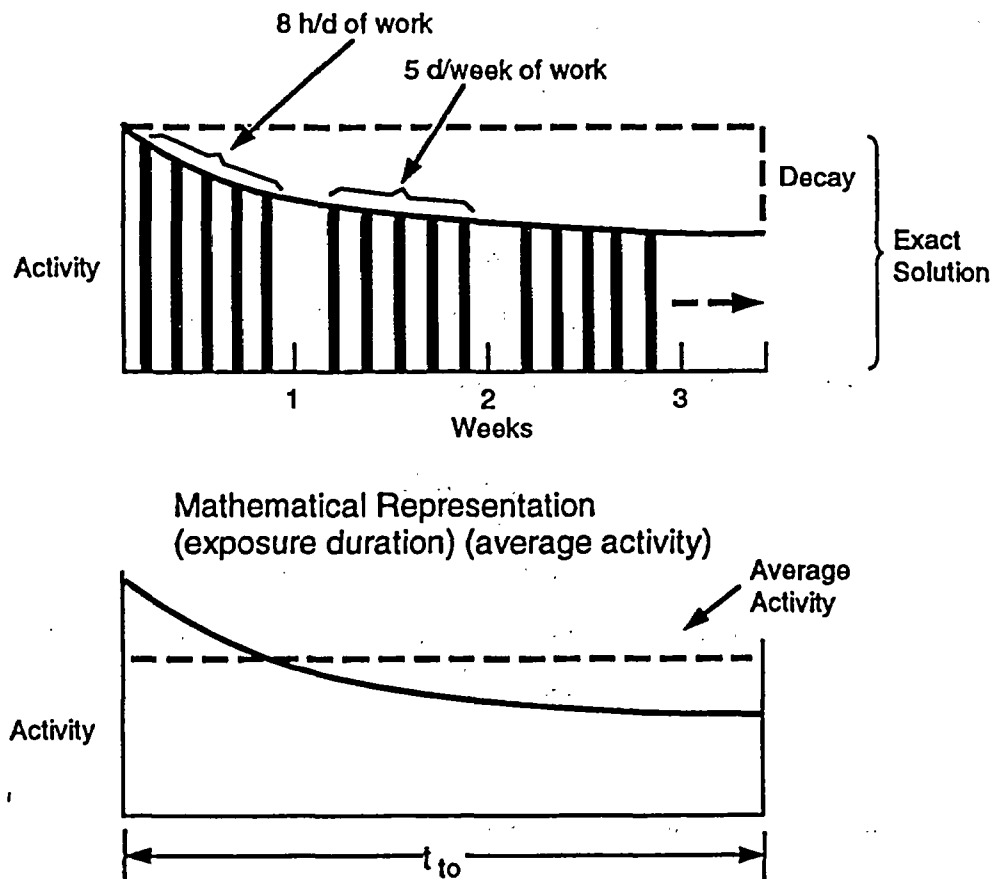 8 h/d of work
5 d/week of work
Decay
Activity
Exact
Solution
1 2 3
Weeks
Mathematical Representation
(exposure duration) (average activity)
Average
Activity
Activity
t to